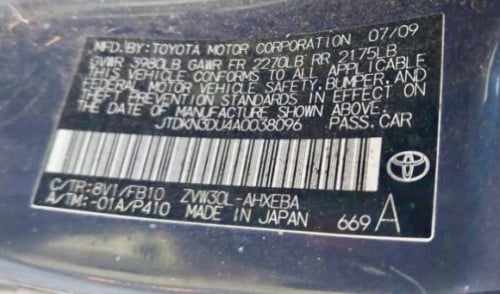 MFD. BY TOYOTA MOTOR CORPORATION 07/09
GVWR 3980LB GAWR FR 2270LB RR 2175LB
THIS VEHICLE CONFORMS TO ALL APPLICABLE
FEDERAL MOTOR VEHICLE SAFETY, BUMPER, AND
THEFT PREVENTION STANDARDS IN EFFECT ON
THE DATE OF MANUFACTURE SHOWN ABOVE.
JTDKN3DU4A0038096 PASS.CAR
C/TR:8V1/FB10 ZVW30L-AHXEBA
A/TM:-01A/P410 MADE IN JAPAN 669 A
TOYOTA